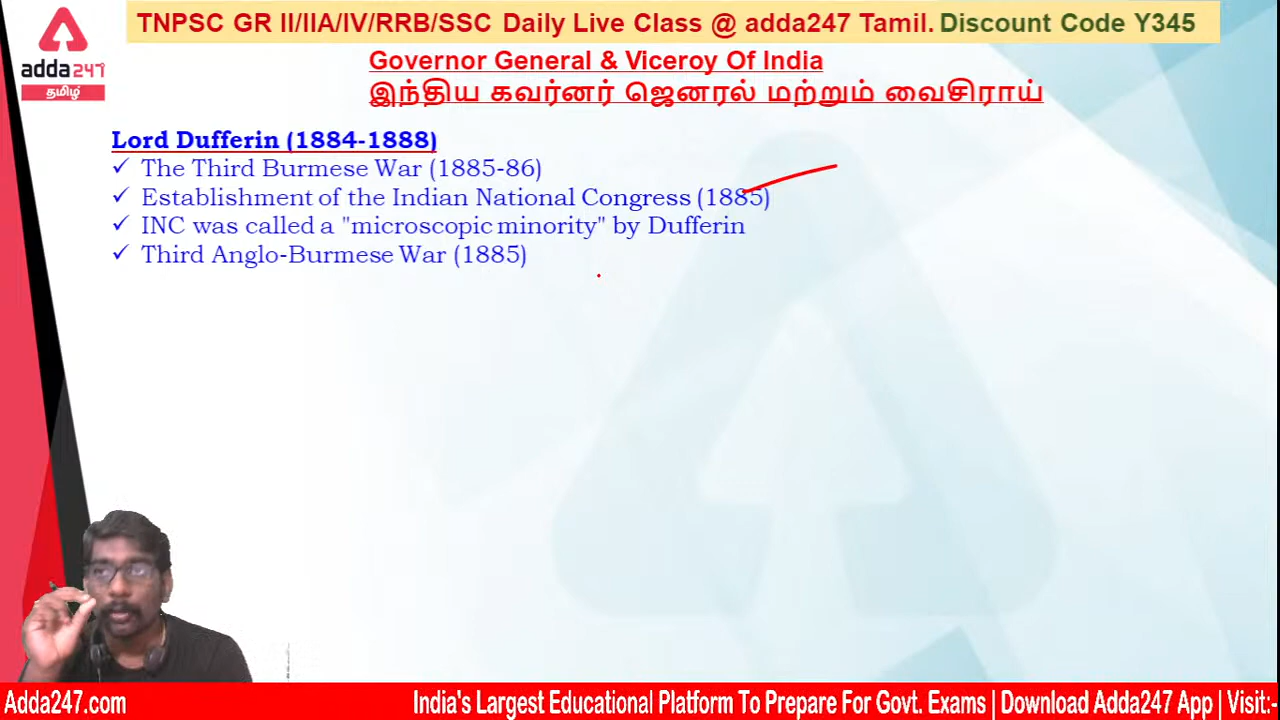 TNPSC GR II/IIA/IV/RRB/SSC Daily Live Class @ adda247 Tamil. Discount Code Y345
adda247
தமிழ்
Governor General & Viceroy Of India
இந்திய கவர்னர் ஜெனரல் மற்றும் வைசிராய்
Lord Dufferin (1884-1888)
✓ The Third Burmese War (1885-86)
✓ Establishment of the Indian National Congress (1885)
✓ INC was called a "microscopic minority" by Dufferin
✓ Third Anglo-Burmese War (1885)
Adda247.com India's Largest Educational Platform To Prepare For Govt. Exams | Download Adda247 App | Visit:-